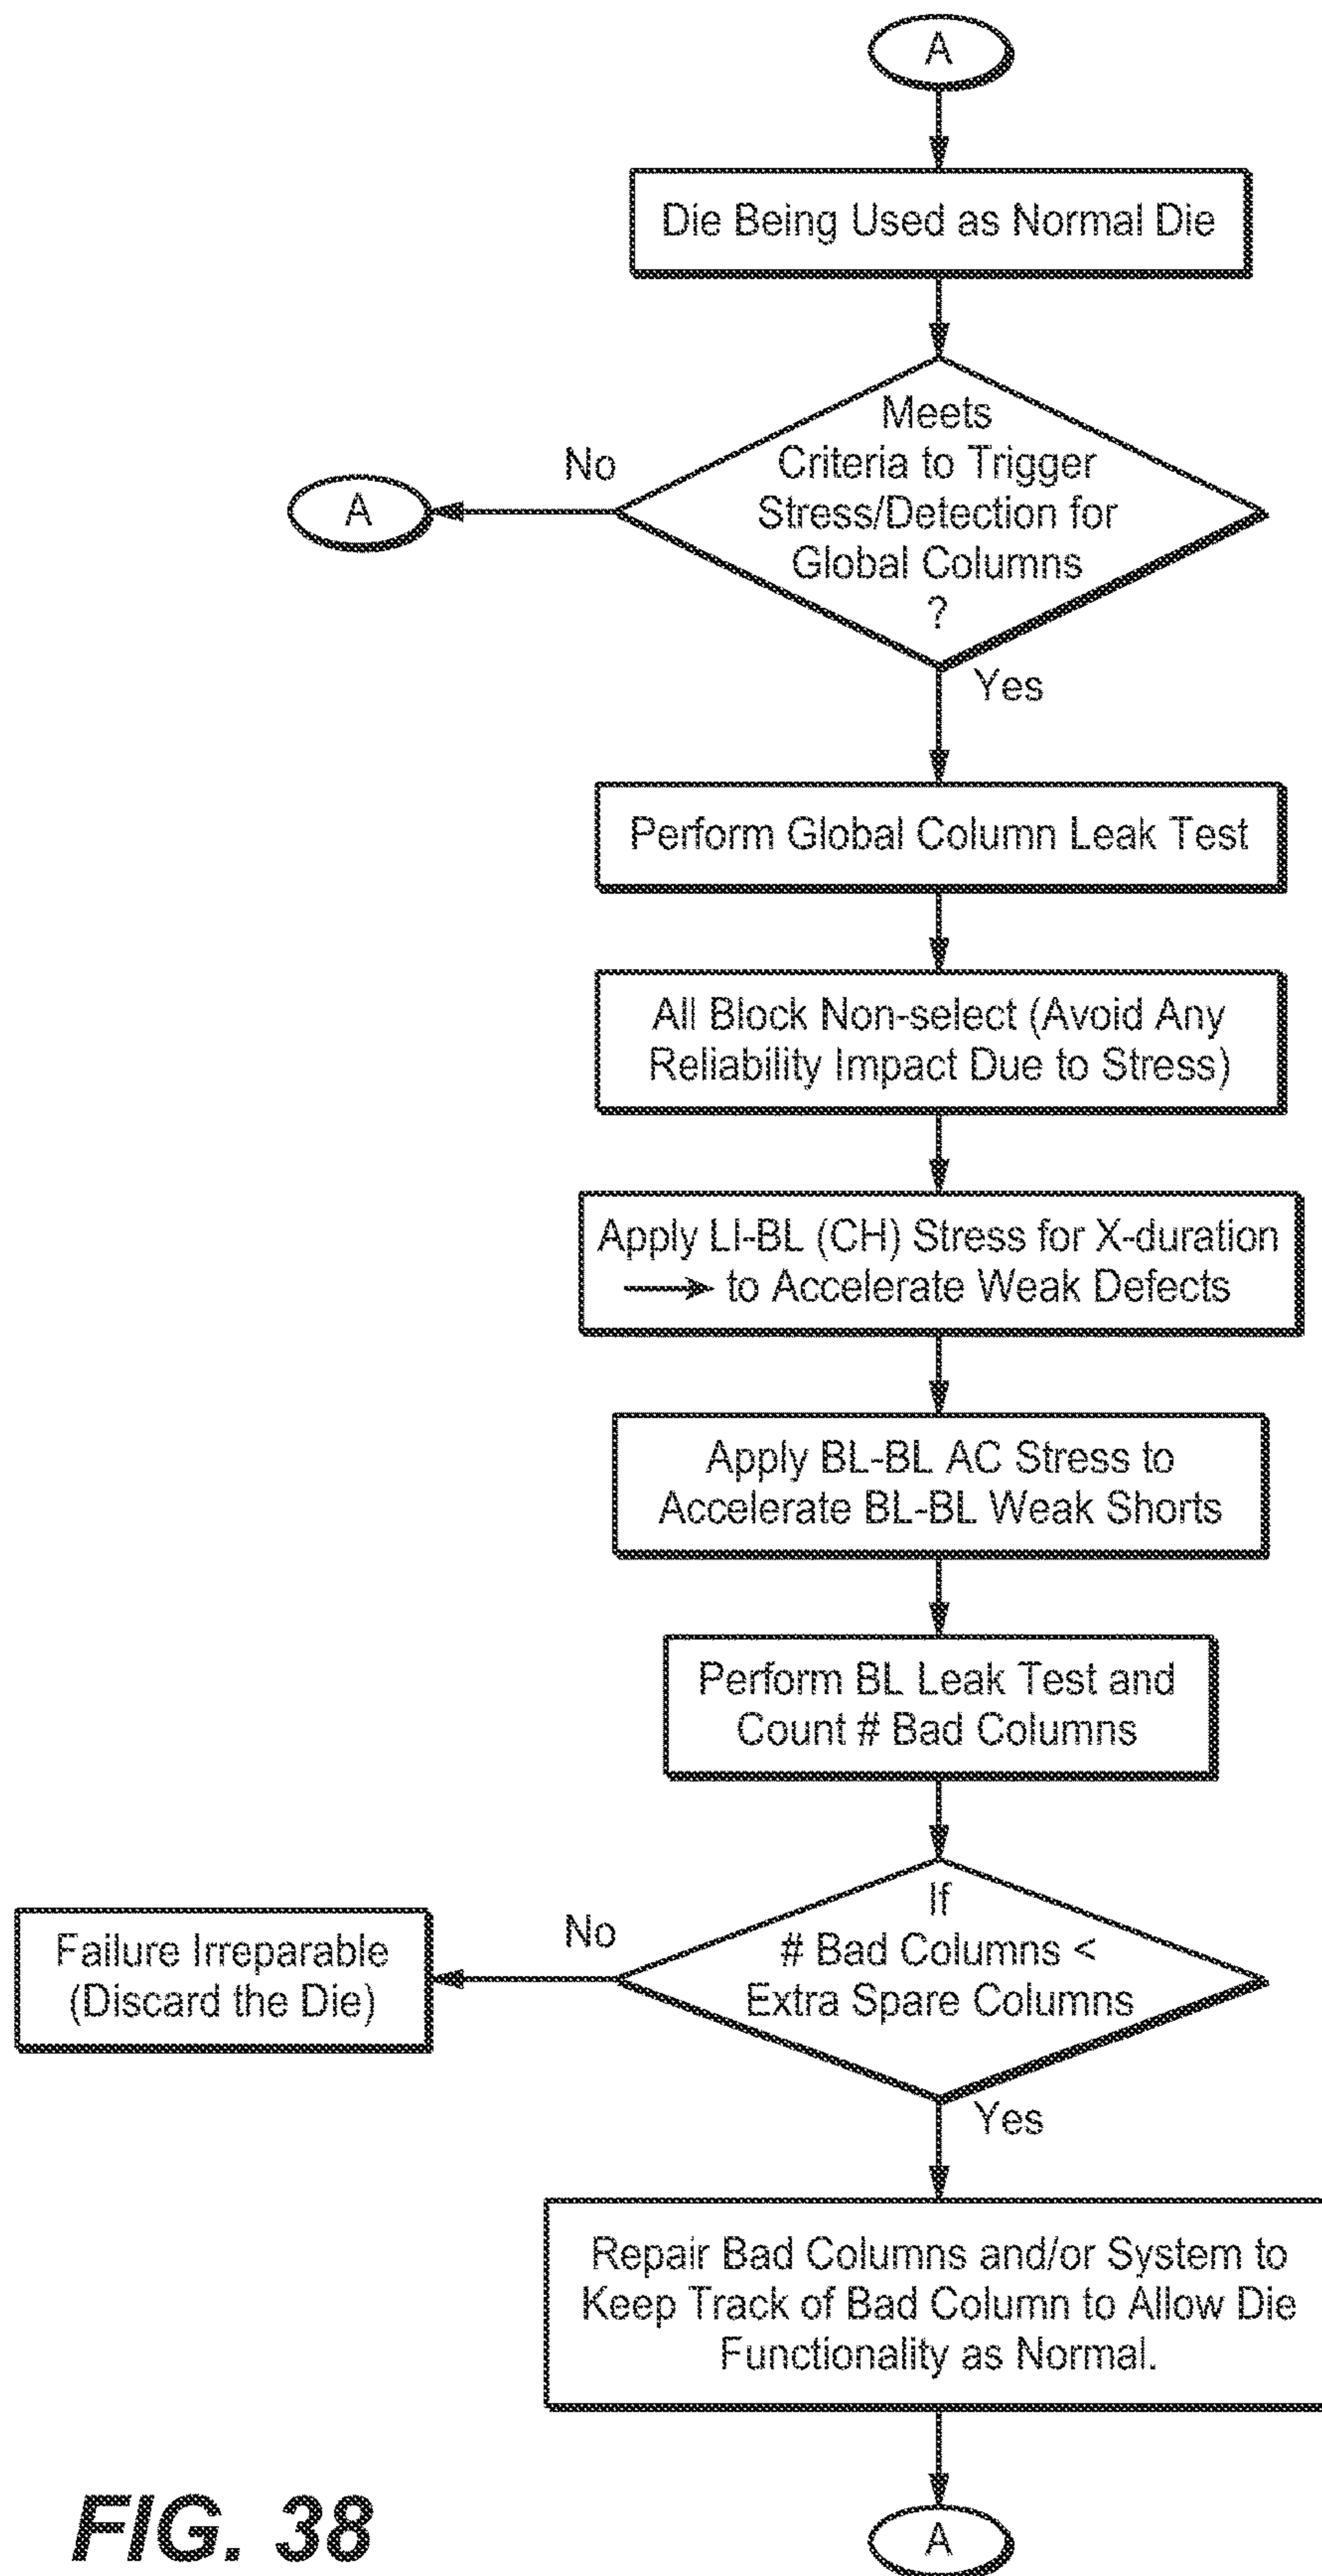 A
Die Being Used as Normal Die
Meets
Criteria to Trigger
Stress/Detection for
Global Columns
?
No
A
Yes
Perform Global Column Leak Test
All Block Non-select (Avoid Any
Reliability Impact Due to Stress)
Apply LI-BL (CH) Stress for X-duration
→ to Accelerate Weak Defects
Apply BL-BL AC Stress to
Accelerate BL-BL Weak Shorts
Perform BL Leak Test and
Count # Bad Columns
If
# Bad Columns <
Extra Spare Columns
No
Failure Irreparable
(Discard the Die)
Yes
Repair Bad Columns and/or System to
Keep Track of Bad Column to Allow Die
Functionality as Normal.
A
FIG. 38